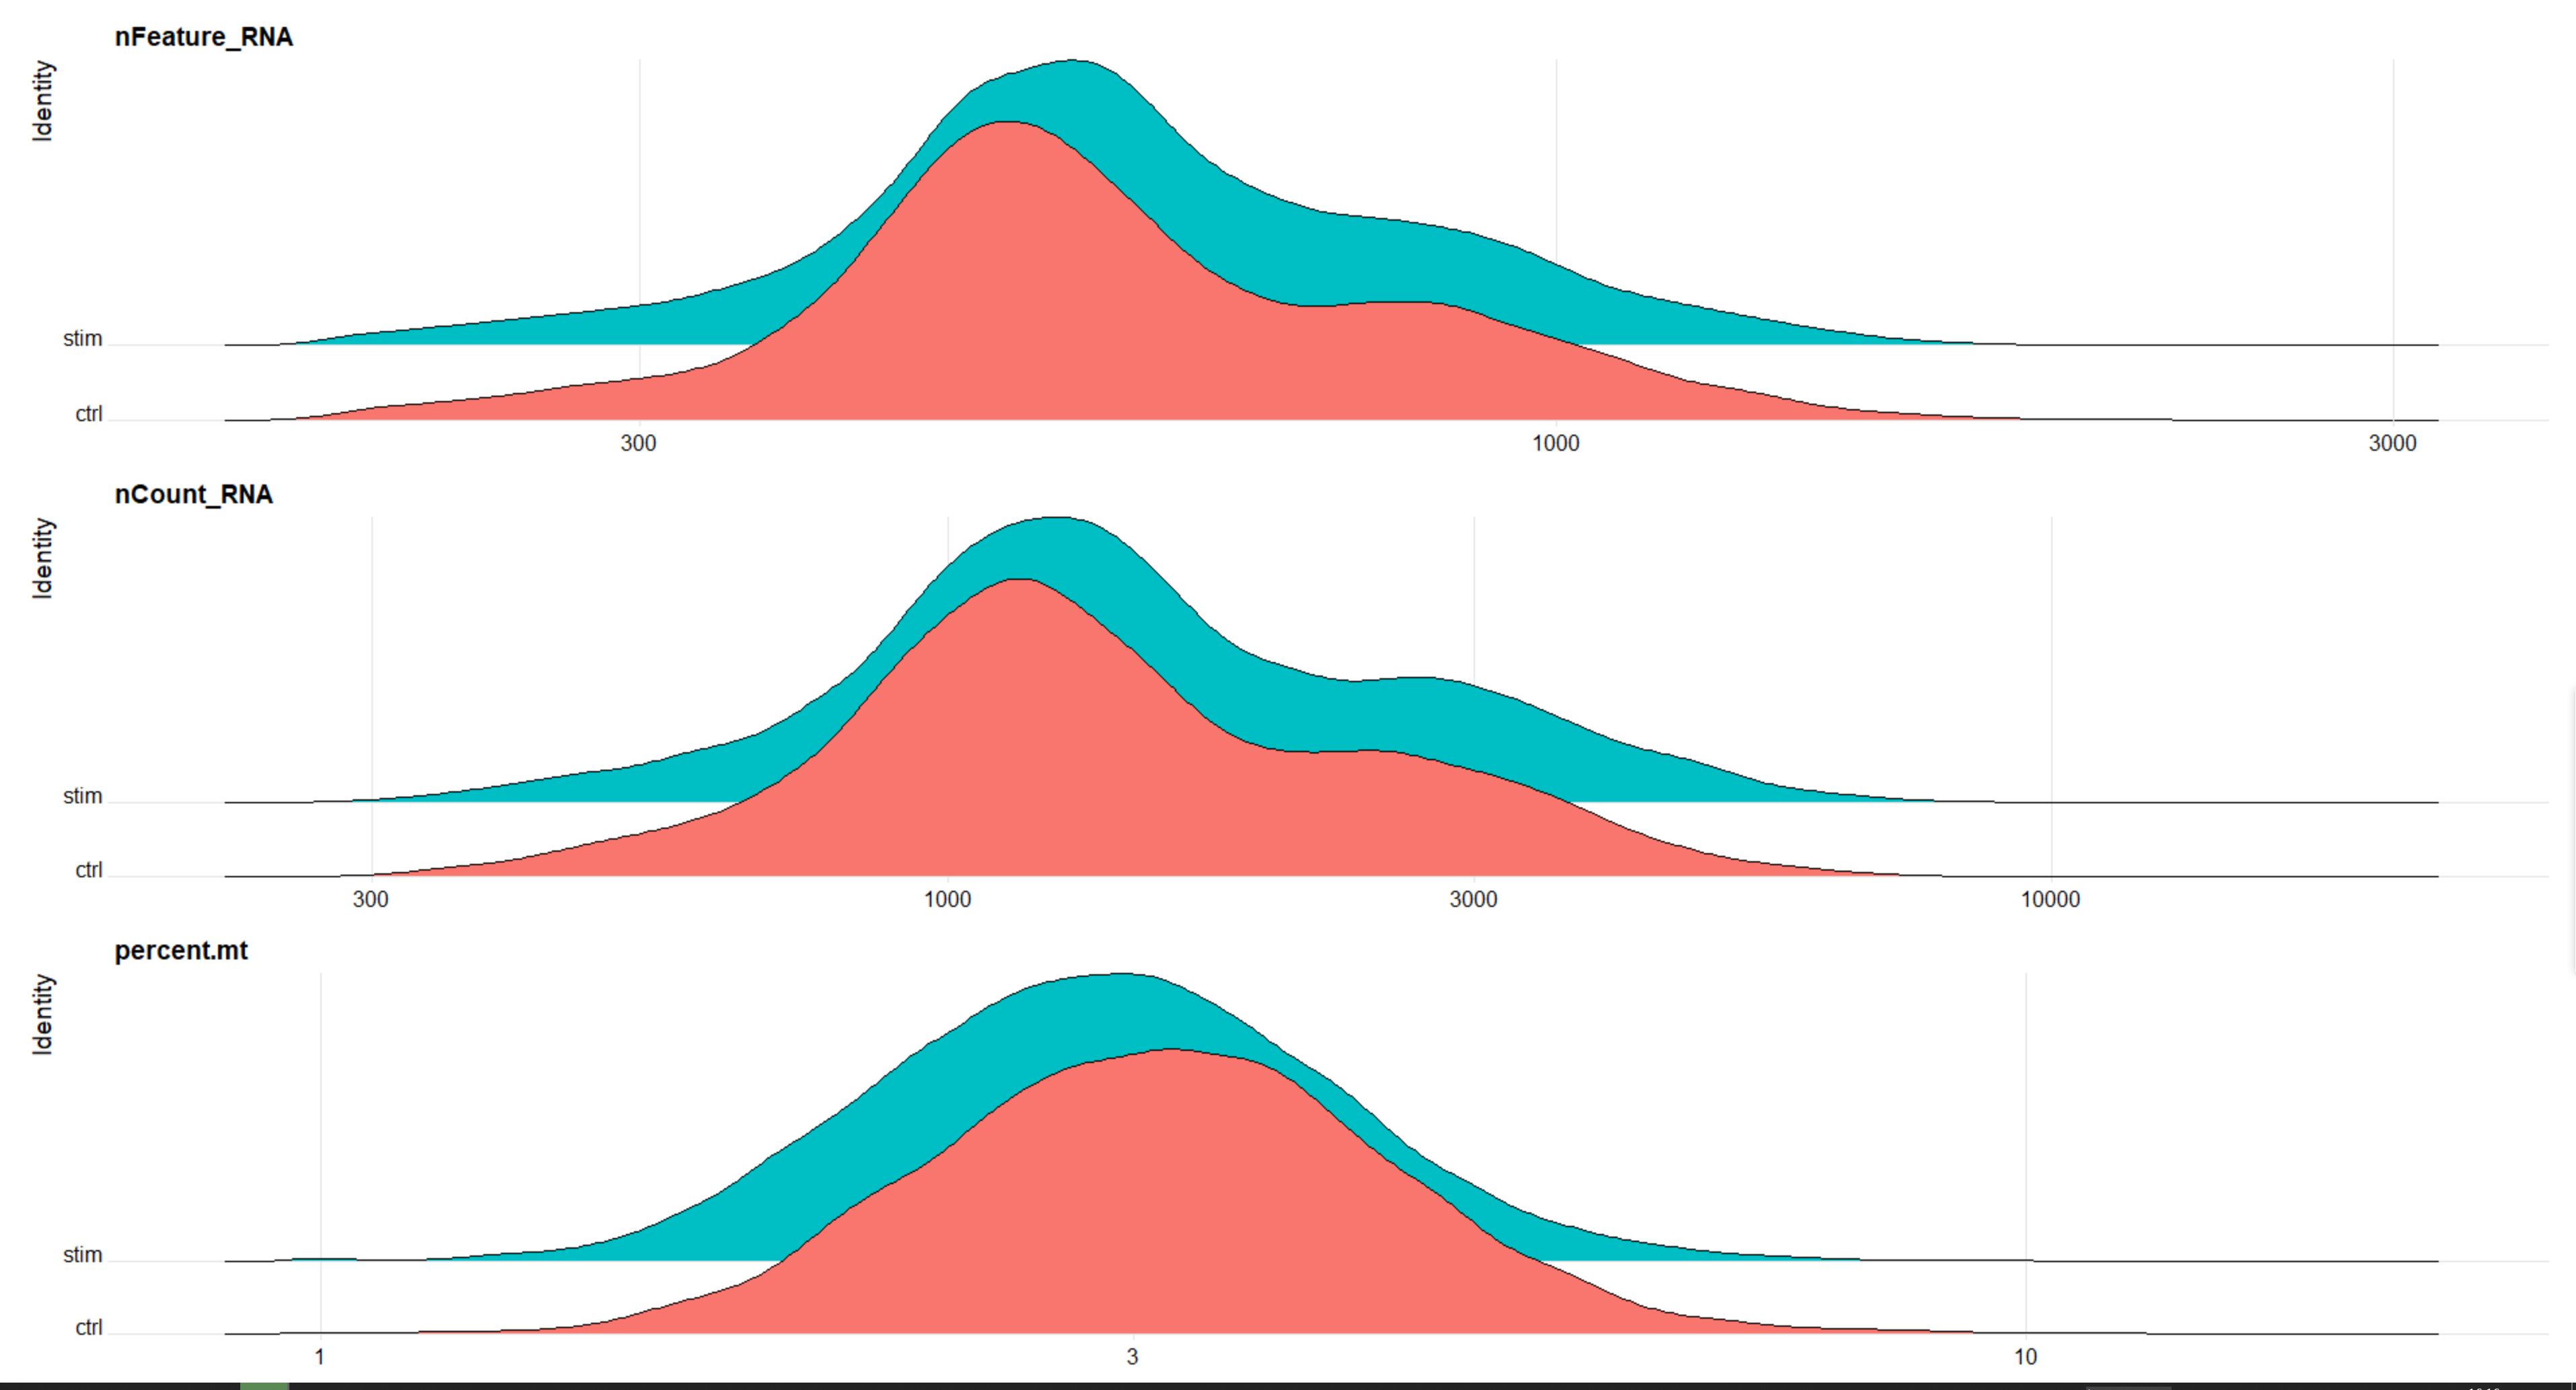 nFeature_RNA
Identity
stim
ctrl
300 1000 3000
nCount_RNA
Identity
stim
ctrl
300 1000 3000 10000
percent.mt
Identity
stim
ctrl
1 3 10